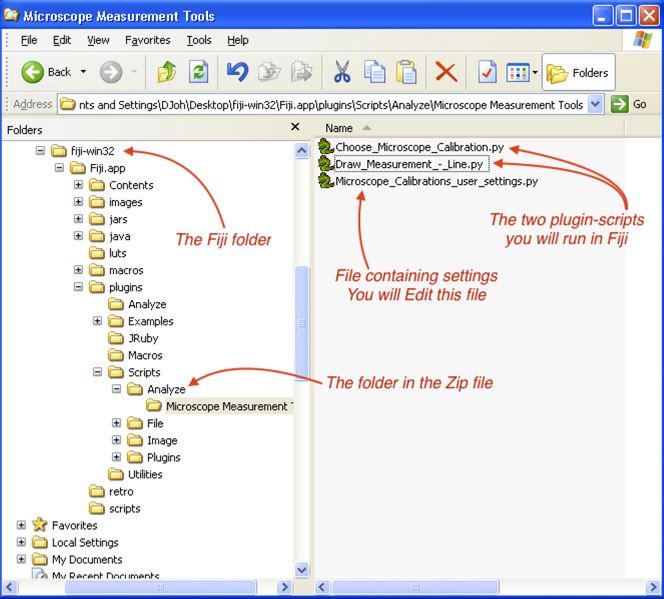 Microscope Measurement Tools
File Edit View Favorites Tools Help
Back Folders
Address nts and Settings\DJoh\Desktop\fiji-win32\Fiji.app\plugins\Scripts\Analyze\Microscope Measurement Tools Go
Folders
Name
fiji-win32
Fiji.app
Contents
images
jars
java
luts
macros
plugins
Analyze
Examples
JRuby
Macros
Scripts
Analyze
Microscope Measurement T
File
Image
Plugins
Utilities
retro
scripts
Favorites
Local Settings
My Documents
My Recent Documents
Choose_Microscope_Calibration.py
Draw_Measurement_-_Line.py
Microscope_Calibrations_user_settings.py
The Fiji folder
The two plugin-scripts
you will run in Fiji
File containing settings
You will Edit this file
The folder in the Zip file